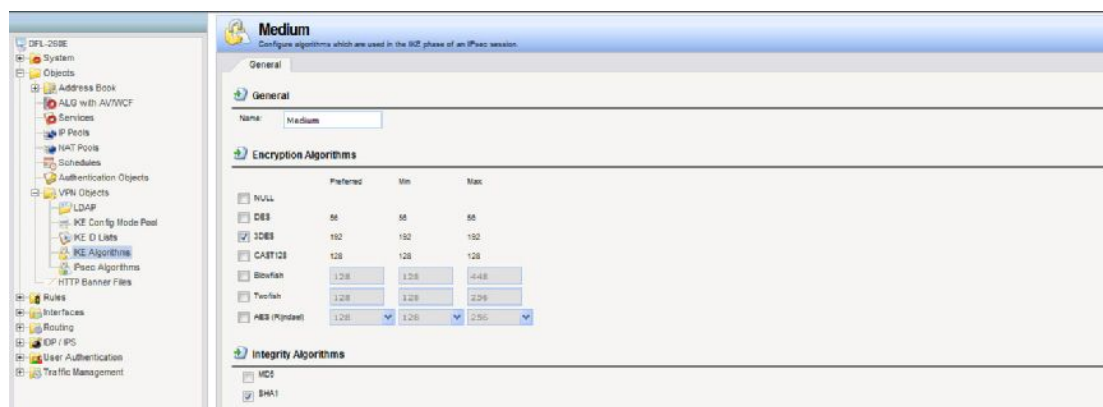 DFL-260E
System
Objects
Address Book
ALG with AV/WCF
Services
IP Pools
NAT Pools
Schedules
Authentication Objects
VPN Objects
LDAP
IKE Config Mode Pool
IKE ID Lists
IKE Algorithms
IPsec Algorithms
HTTP Banner Files
Rules
Interfaces
Routing
IDP / IPS
User Authentication
Traffic Management
Medium
Configure algorithms which are used in the IKE phase of an IPsec session.
General
General
Name: Medium
Encryption Algorithms
Preferred Min Max
NULL
DES 56 56 56
3DES 192 192 192
CAST128 128 128 128
Blowfish 128 128 448
Twofish 128 128 256
AES (Rijndael) 128 128 256
Integrity Algorithms
MD5
SHA1